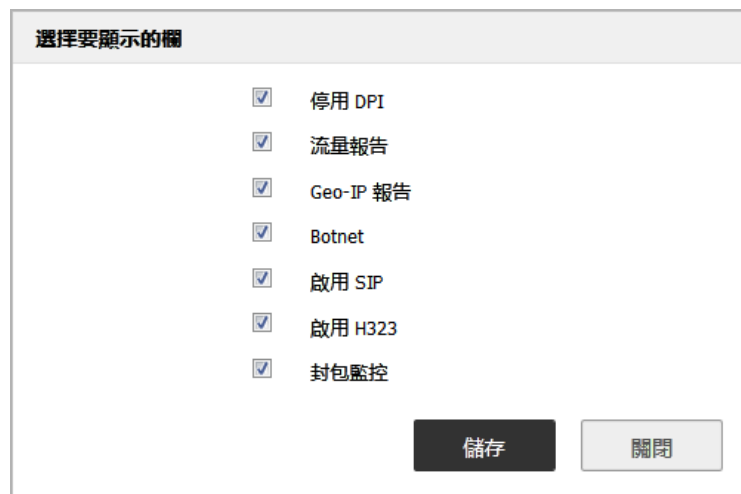 選擇要顯示的欄
停用 DPI
流量報告
Geo-IP 報告
Botnet
啟用 SIP
啟用 H323
封包監控
儲存 關閉